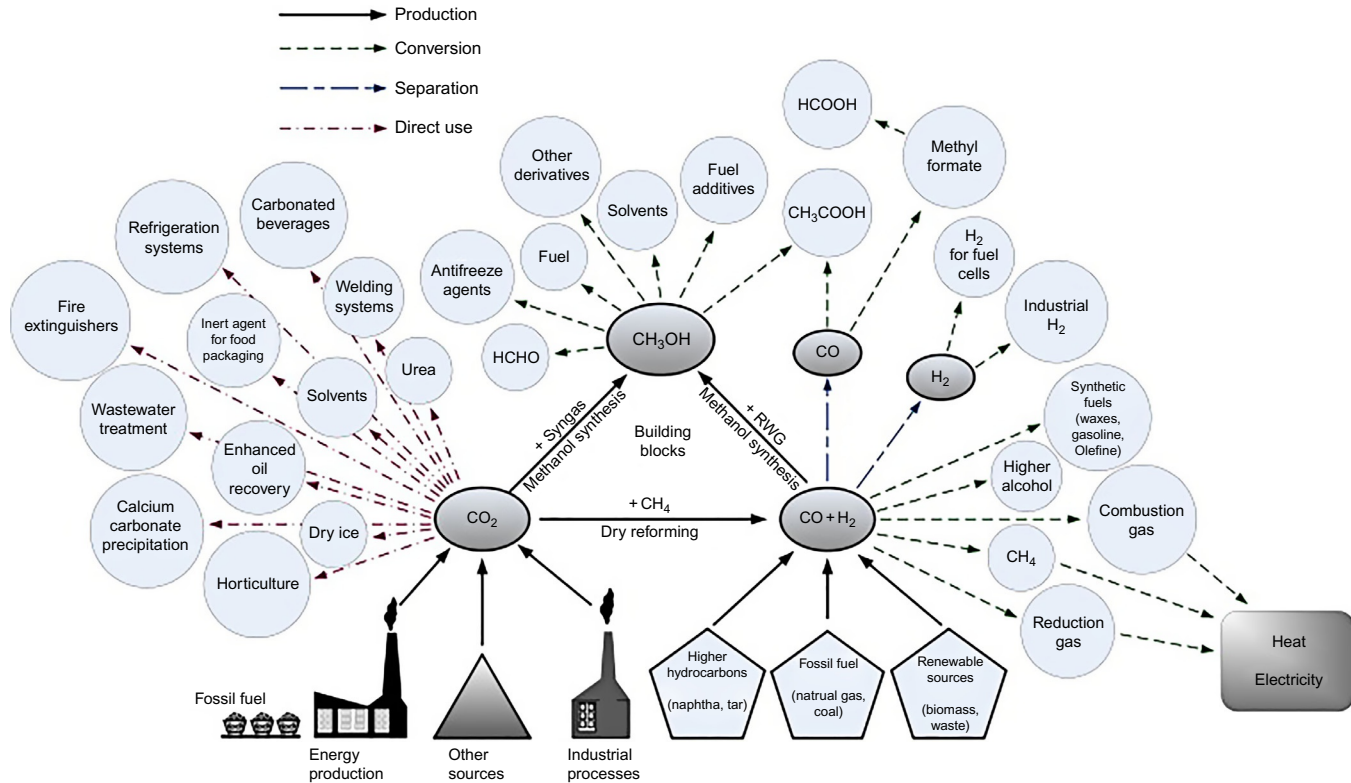 Production
Conversion
Separation
Direct use
HCOOH
Methyl
formate
Other
derivatives
Fuel
additives
Solvents
CH₃COOH
Carbonated
beverages
Refrigeration
systems
H₂
for fuel
cells
Fuel
Antifreeze
agents
Welding
systems
Fire
extinguishers
Inert agent
for food
packaging
Industrial
H₂
CH₃OH
CO
HCHO
H₂
Urea
Solvents
Wastewater
treatment
Synthetic
fuels
(waxes,
gasoline,
Olefine)
+ Syngas
Methanol synthesis
Building
blocks
+ RWG
Methanol synthesis
Enhanced
oil
recovery
Higher
alcohol
Calcium
carbonate
precipitation
CO₂
+ CH₄
Dry reforming
CO + H₂
Combustion
gas
Dry ice
CH₄
Horticulture
Reduction
gas
Heat
Electricity
Higher
hydrocarbons
(naphtha, tar)
Fossil fuel
(natrual gas,
coal)
Renewable
sources
(biomass,
waste)
Fossil fuel
Energy
production
Other
sources
Industrial
processes